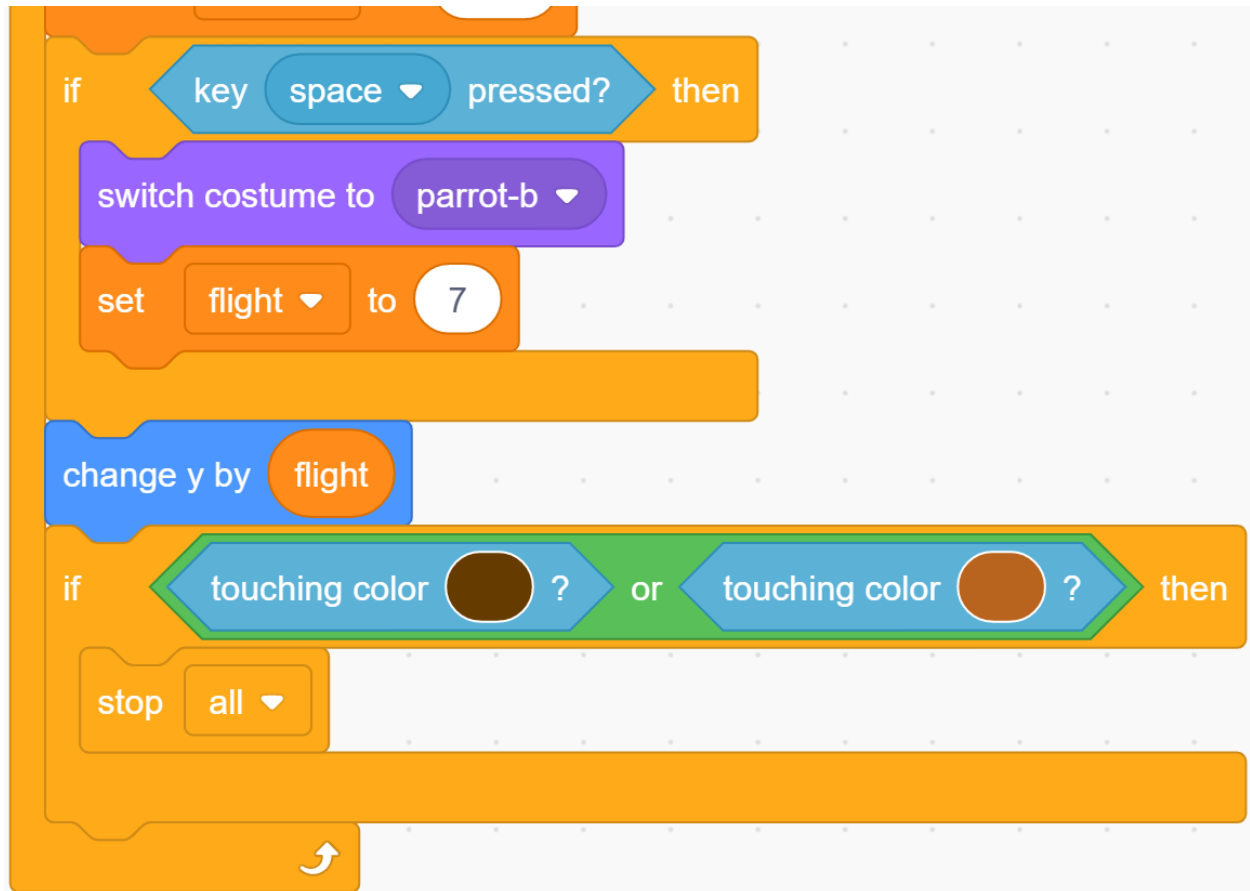 if key space pressed? then
switch costume to parrot-b
set flight to 7
change y by flight
if touching color ? or touching color ? then
stop all